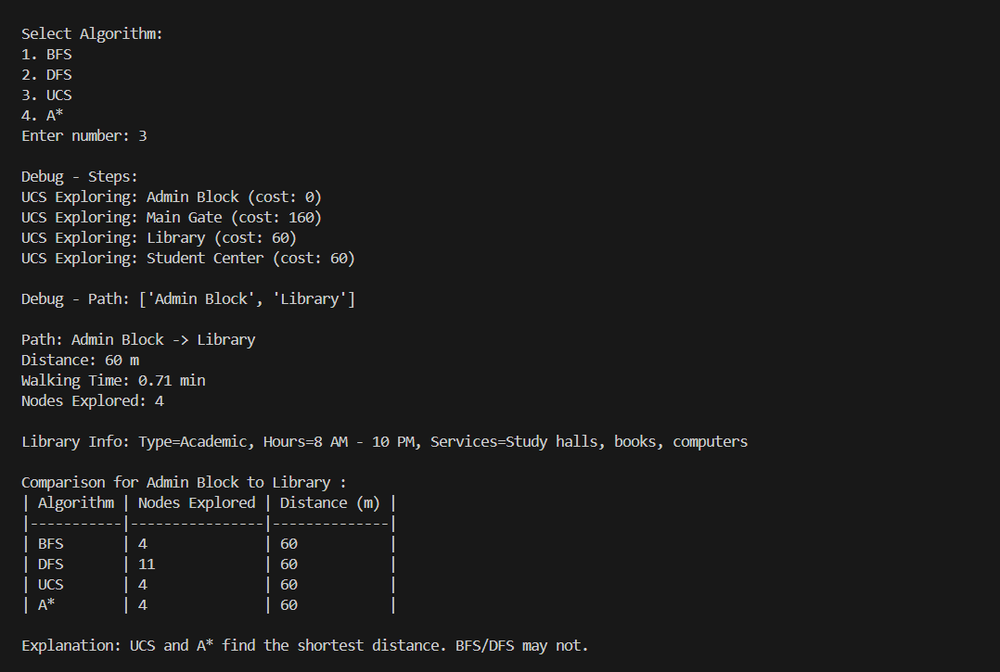 Select Algorithm:
1. BFS
2. DFS
3. UCS
4. A*
Enter number: 3
Debug - Steps:
UCS Exploring: Admin Block (cost: 0)
UCS Exploring: Main Gate (cost: 160)
UCS Exploring: Library (cost: 60)
UCS Exploring: Student Center (cost: 60)
Debug - Path: ['Admin Block', 'Library']
Path: Admin Block -> Library
Distance: 60 m
Walking Time: 0.71 min
Nodes Explored: 4
Library Info: Type=Academic, Hours=8 AM - 10 PM, Services=Study halls, books, computers
Comparison for Admin Block to Library :
| Algorithm | Nodes Explored | Distance (m) |
|-----------|----------------|--------------|
| BFS       | 4              | 60           |
| DFS       | 11             | 60           |
| UCS       | 4              | 60           |
| A*        | 4              | 60           |
Explanation: UCS and A* find the shortest distance. BFS/DFS may not.